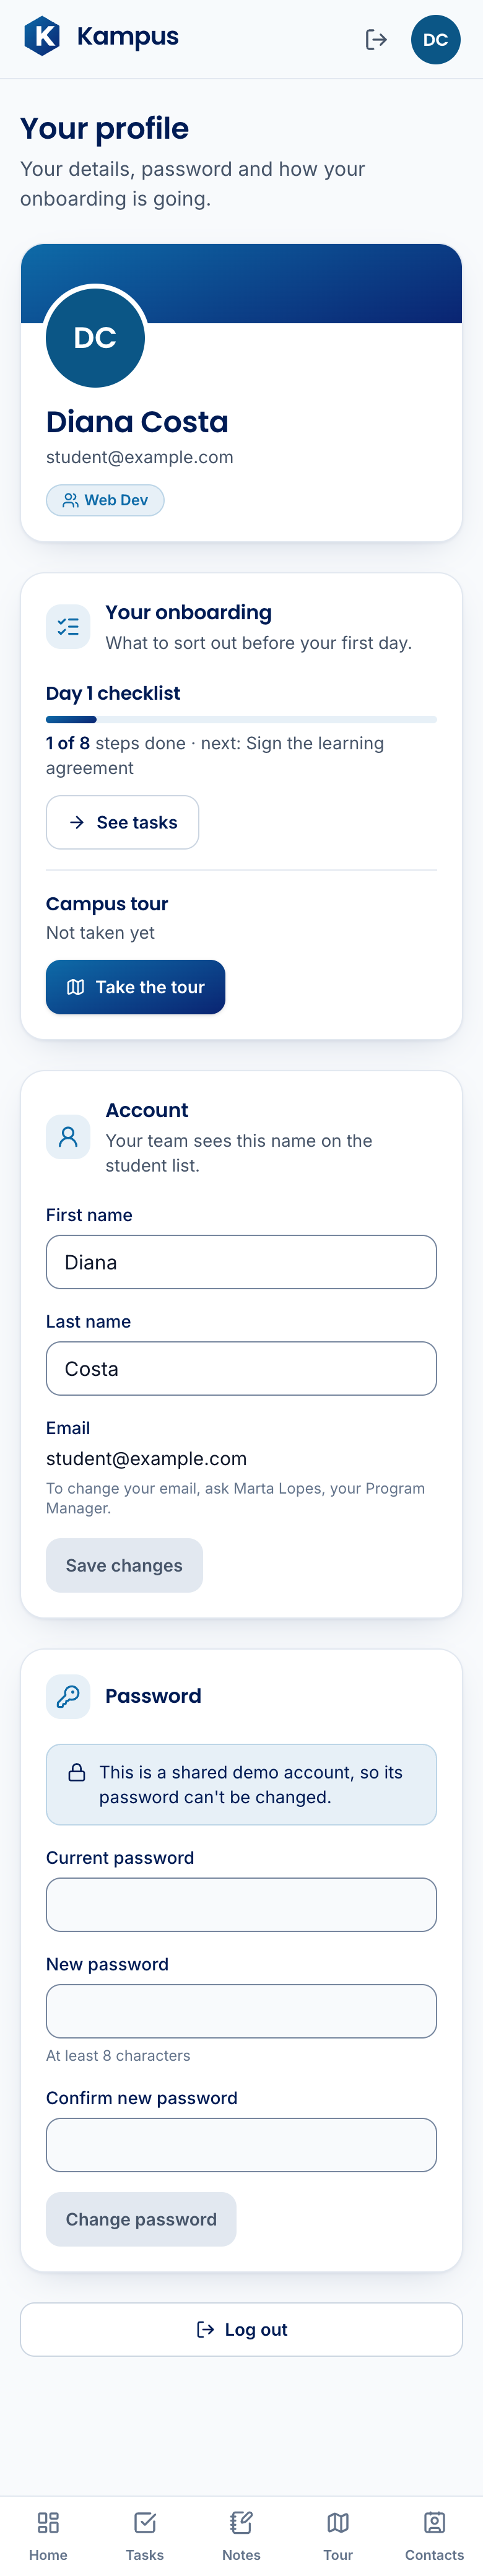 Kampus
DC
Your profile
Your details, password and how your
onboarding is going.
DC
Diana Costa
student@example.com
Web Dev
Your onboarding
What to sort out before your first day.
Day 1 checklist
1 of 8 steps done · next: Sign the learning
agreement
See tasks
Campus tour
Not taken yet
Take the tour
Account
Your team sees this name on the
student list.
First name
Diana
Last name
Costa
Email
student@example.com
To change your email, ask Marta Lopes, your Program
Manager.
Save changes
Password
This is a shared demo account, so its
password can't be changed.
Current password
New password
At least 8 characters
Confirm new password
Change password
Log out
Home Tasks Notes Tour Contacts